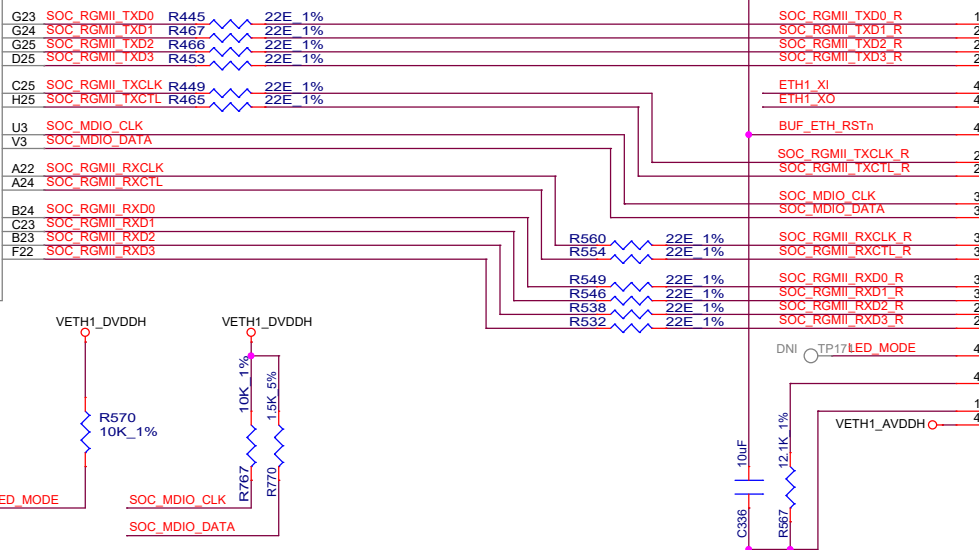 G23 SOC_RGMII_TXD0 R445 22E_1% SOC_RGMII_TXD0_R 1
G24 SOC_RGMII_TXD1 R467 22E_1% SOC_RGMII_TXD1_R 2
G25 SOC_RGMII_TXD2 R466 22E_1% SOC_RGMII_TXD2_R 2
D25 SOC_RGMII_TXD3 R453 22E_1% SOC_RGMII_TXD3_R 2
C25 SOC_RGMII_TXCLK R449 22E_1% ETH1_XI 4
H25 SOC_RGMII_TXCTL R465 22E_1% ETH1_XO 4
U3 SOC_MDIO_CLK BUF_ETH_RSTn 4
V3 SOC_MDIO_DATA
SOC_RGMII_TXCLK_R 2
A22 SOC_RGMII_RXCLK SOC_RGMII_TXCTL_R 2
A24 SOC_RGMII_RXCTL
SOC_MDIO_CLK 3
B24 SOC_RGMII_RXD0 SOC_MDIO_DATA 3
C23 SOC_RGMII_RXD1
B23 SOC_RGMII_RXD2 R560 22E_1% SOC_RGMII_RXCLK_R 3
F22 SOC_RGMII_RXD3 R554 22E_1% SOC_RGMII_RXCTL_R 3
R549 22E_1% SOC_RGMII_RXD0_R 3
R546 22E_1% SOC_RGMII_RXD1_R 3
R538 22E_1% SOC_RGMII_RXD2_R 2
R532 22E_1% SOC_RGMII_RXD3_R 2
VETH1_DVDDH VETH1_DVDDH
DNI TP171 LED_MODE 4
4
10K_1%
1.5K_5%
1
R570
10K_1%
VETH1_AVDDH 4
12.1K_1%
10uF
R767
R770
ED_MODE SOC_MDIO_CLK
SOC_MDIO_DATA
C336
R567